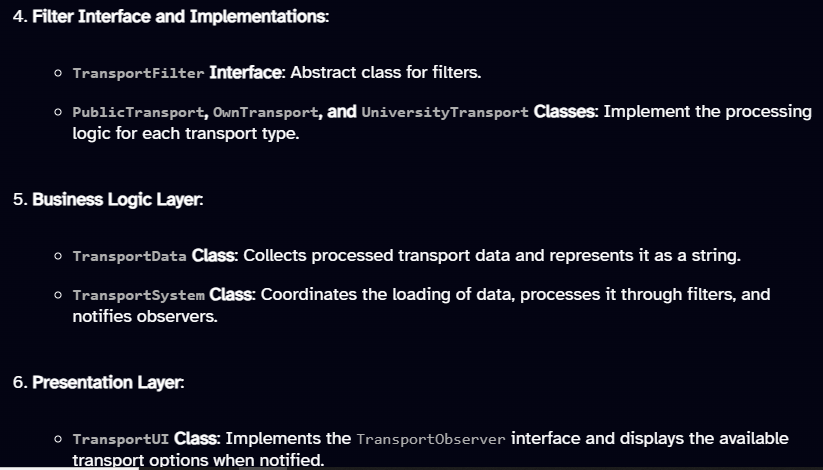 4. Filter Interface and Implementations:
○ TransportFilter Interface: Abstract class for filters.
○ PublicTransport, OwnTransport, and UniversityTransport Classes: Implement the processing
logic for each transport type.
5. Business Logic Layer:
○ TransportData Class: Collects processed transport data and represents it as a string.
○ TransportSystem Class: Coordinates the loading of data, processes it through filters, and
notifies observers.
6. Presentation Layer:
○ TransportUI Class: Implements the TransportObserver interface and displays the available
transport options when notified.